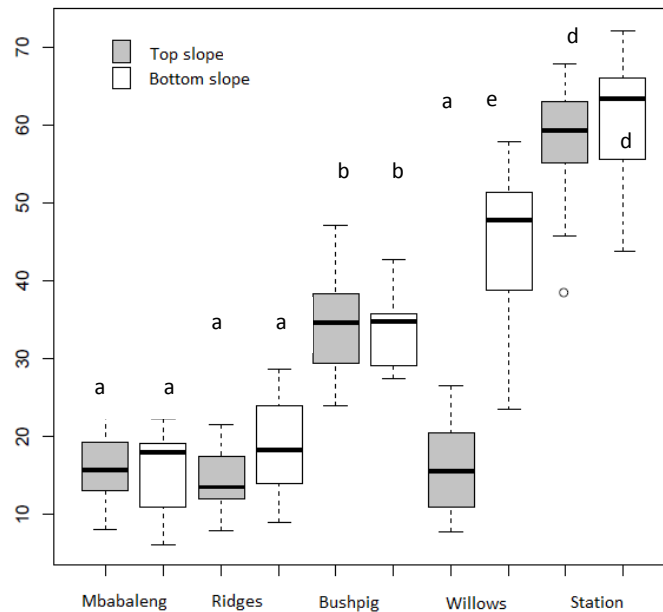 70
60
50
40
30
20
10
Top slope
Bottom slope
a
a
a
a
b
b
a
e
d
d
Mbabaleng Ridges Bushpig Willows Station